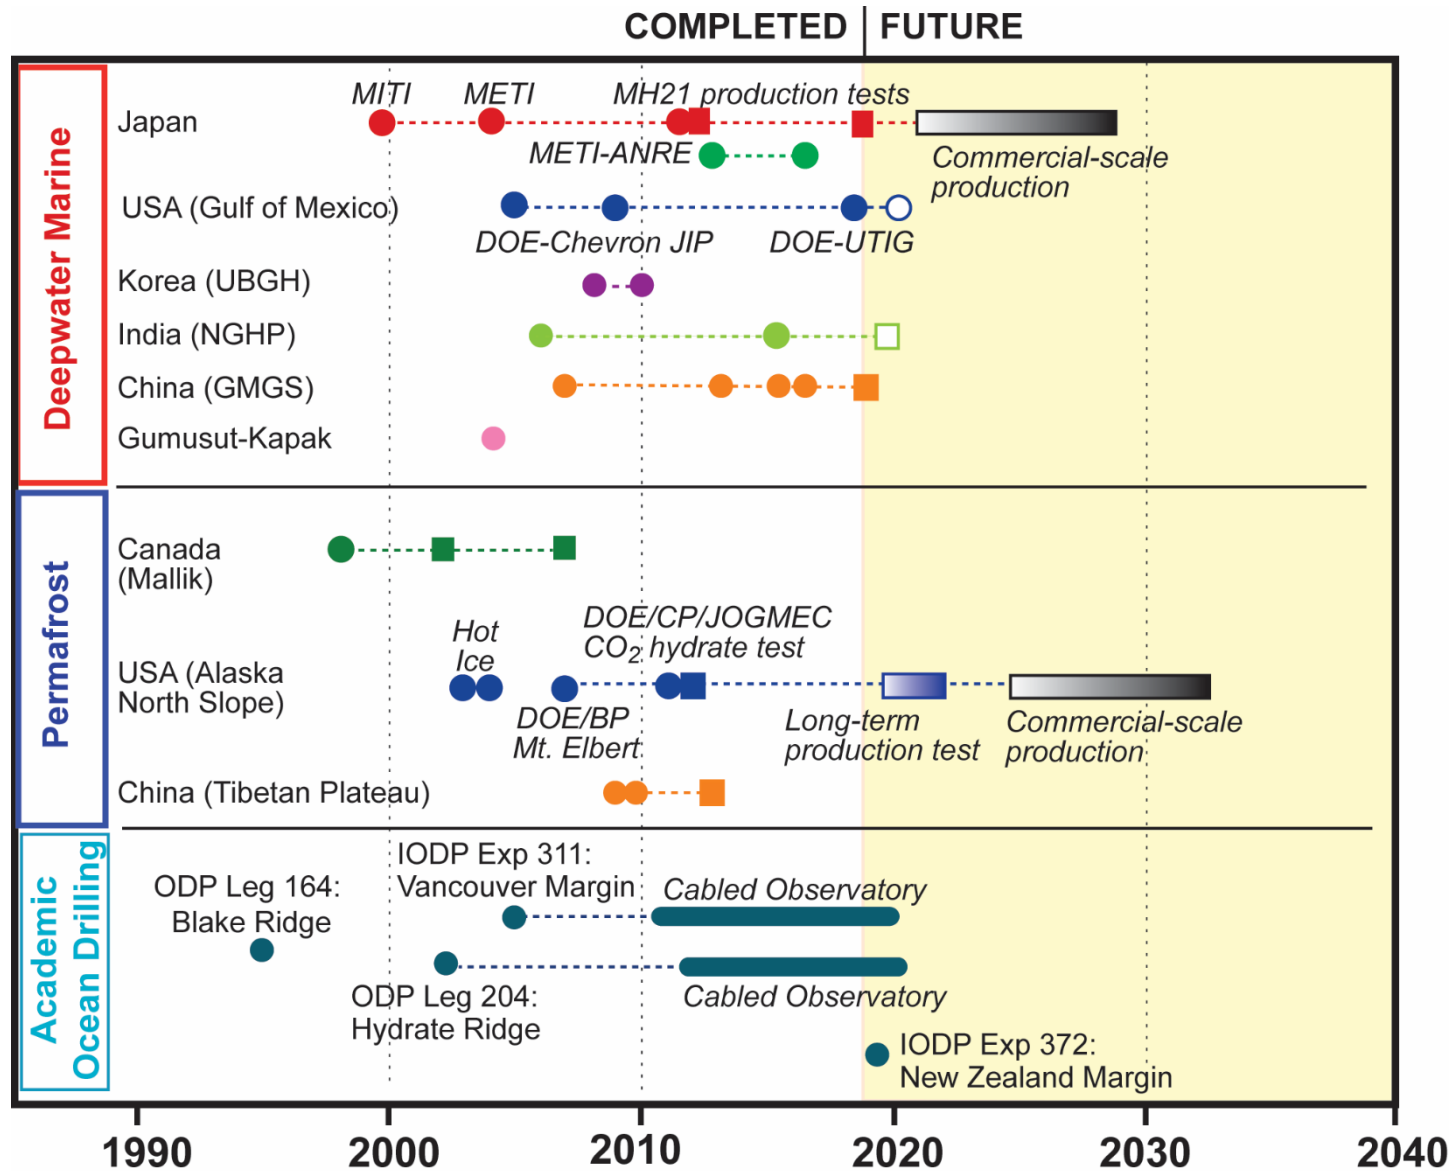 COMPLETED FUTURE
Deepwater Marine
MITI METI MH21 production tests
Japan
METI-ANRE
Commercial-scale
production
USA (Gulf of Mexico)
DOE-Chevron JIP DOE-UTIG
Korea (UBGH)
India (NGHP)
China (GMGS)
Gumusut-Kapak
Permafrost
Canada
(Mallik)
Hot
Ice
DOE/CP/JOGMEC
CO2 hydrate test
USA (Alaska
North Slope)
DOE/BP
Mt. Elbert
Long-term
production test
Commercial-scale
production
China (Tibetan Plateau)
Academic
Ocean Drilling
ODP Leg 164:
Blake Ridge
IODP Exp 311:
Vancouver Margin
Cabled Observatory
ODP Leg 204:
Hydrate Ridge
Cabled Observatory
IODP Exp 372:
New Zealand Margin
1990 2000 2010 2020 2030 2040